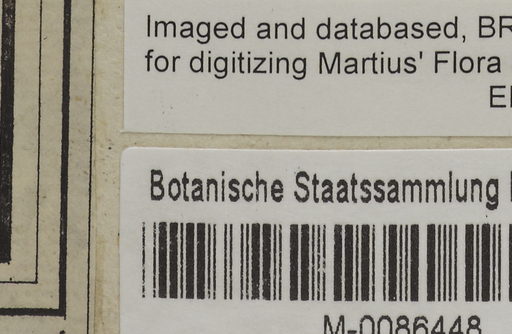 Imaged and databased, BR
for digitizing Martius' Flora
Botanische Staatssammlung
M-0086448